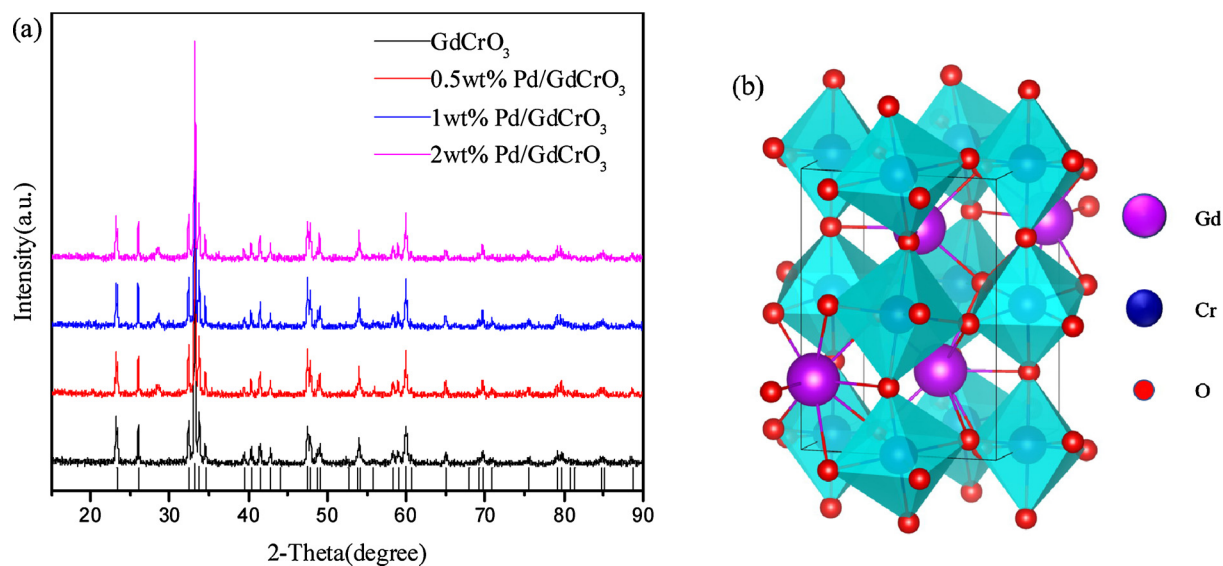 (a)
GdCrO₃
0.5wt% Pd/GdCrO₃
1wt% Pd/GdCrO₃
2wt% Pd/GdCrO₃
Intensity(a.u.)
20 30 40 50 60 70 80 90
2-Theta(degree)
(b)
Gd
Cr
O